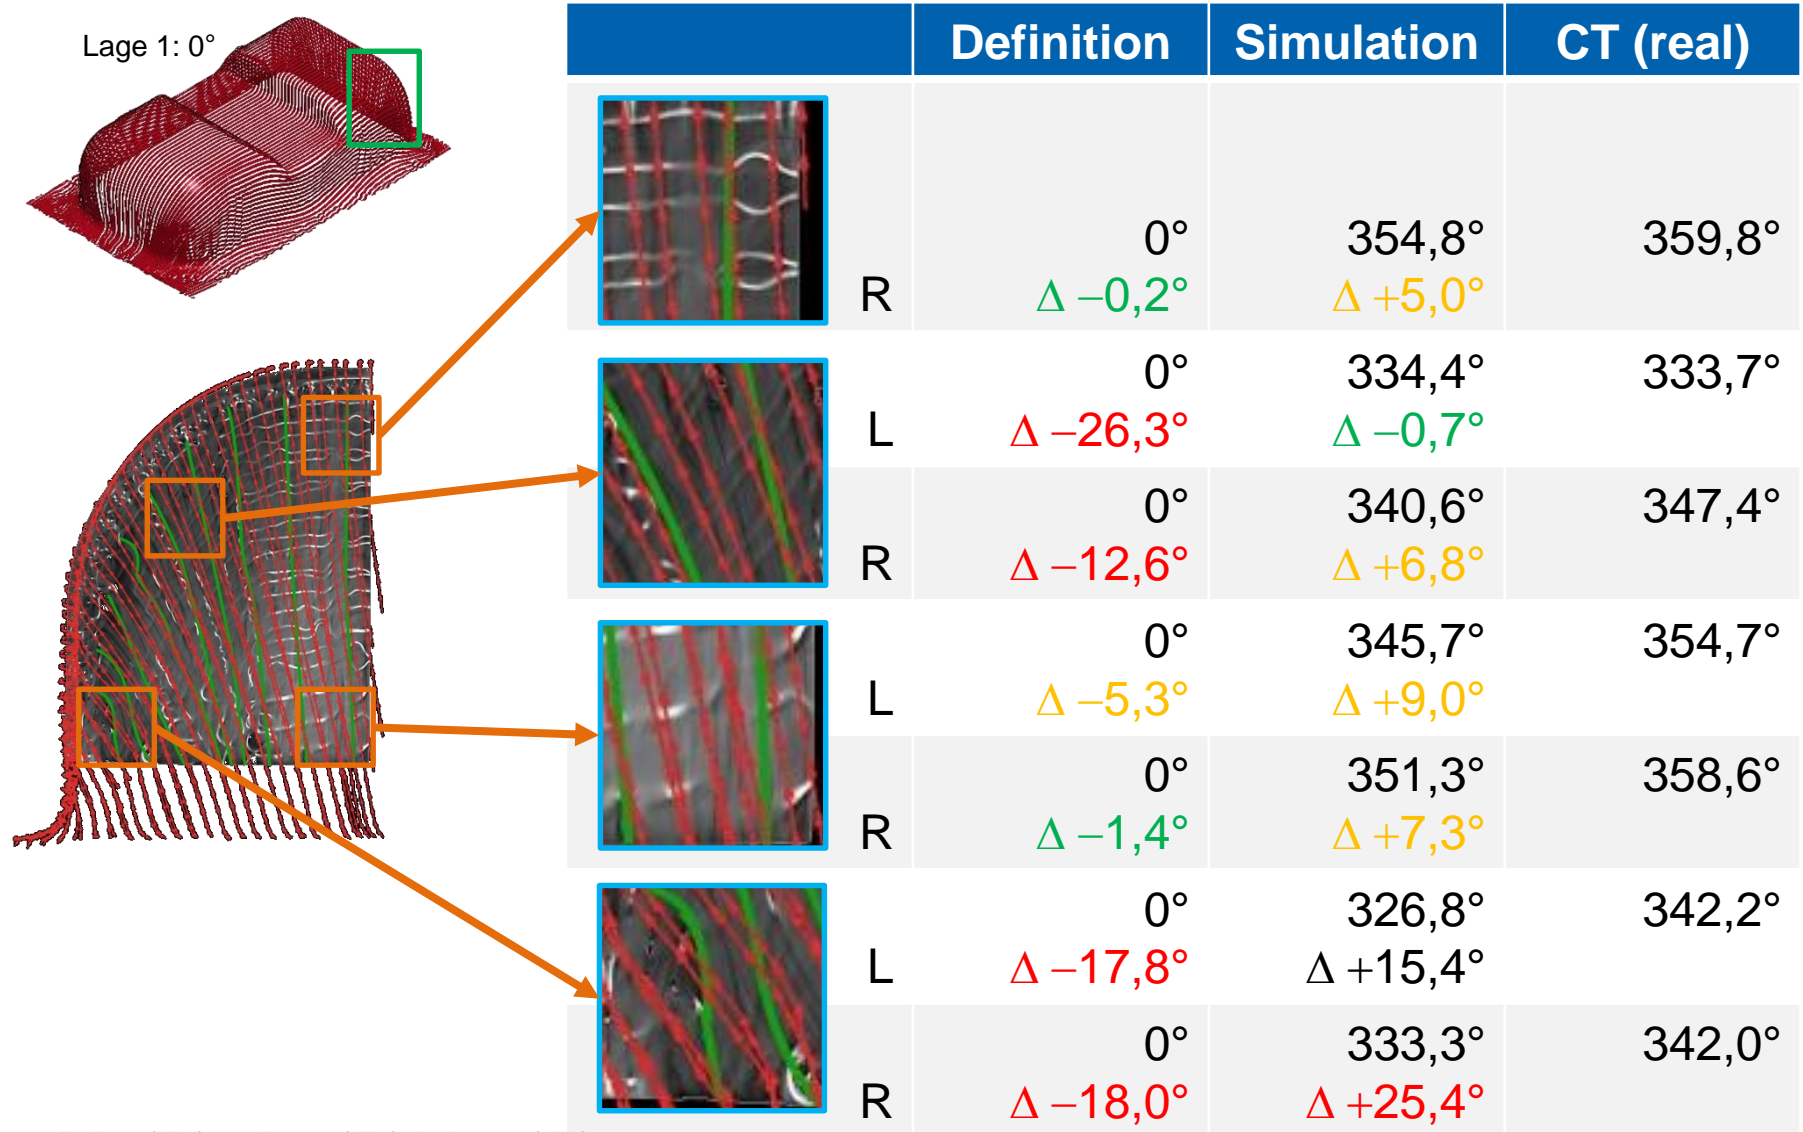 Lage 1: 0°
Definition Simulation CT (real)
0° 354,8° 359,8°
R Δ −0,2° Δ +5,0°
0° 334,4° 333,7°
L Δ −26,3° Δ −0,7°
0° 340,6° 347,4°
R Δ −12,6° Δ +6,8°
0° 345,7° 354,7°
L Δ −5,3° Δ +9,0°
0° 351,3° 358,6°
R Δ −1,4° Δ +7,3°
0° 326,8° 342,2°
L Δ −17,8° Δ +15,4°
0° 333,3° 342,0°
R Δ −18,0° Δ +25,4°